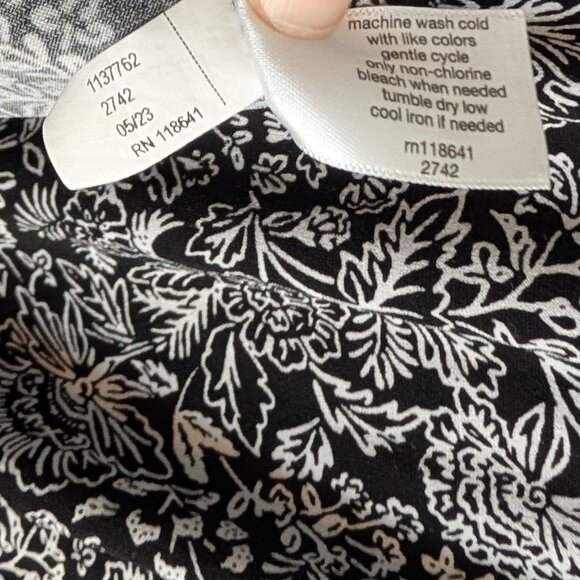 1137762
2742
05/23
RN 118641
machine wash cold
with like colors
gentle cycle
only non-chlorine
bleach when needed
tumble dry low
cool iron if needed
rn118641
2742